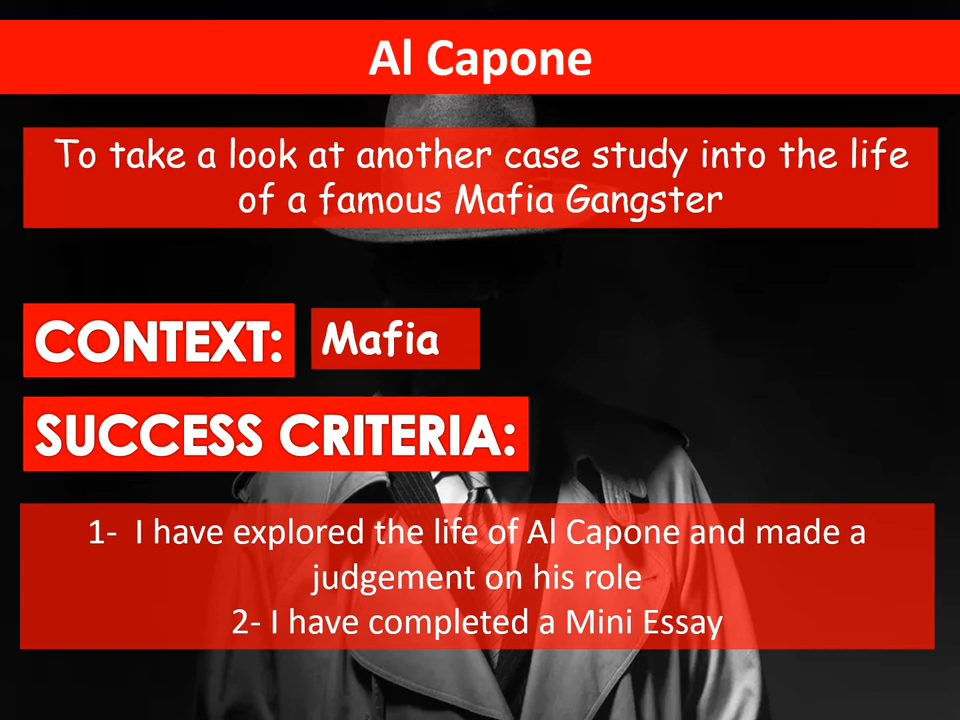 Al Capone
To take a look at another case study into the life
of a famous Mafia Gangster
CONTEXT:
Mafia
SUCCESS CRITERIA:
1-  I have explored the life of Al Capone and made a
judgement on his role
2- I have completed a Mini Essay